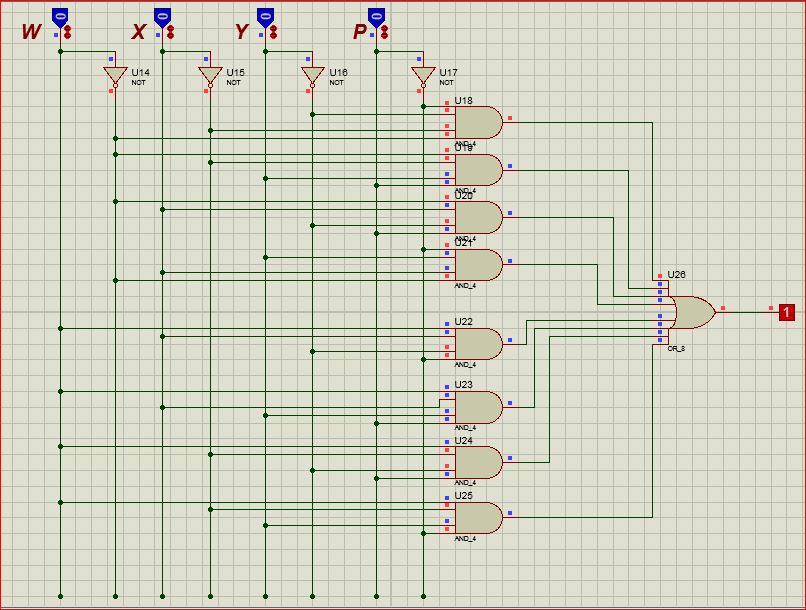 W X Y P
0 0 0 0
U14 U15 U16 U17
NOT NOT NOT NOT
U18
AND_4
U19
AND_4
U20
AND_4
U21
AND_4
U26
1
OR_8
U22
AND_4
U23
AND_4
U24
AND_4
U25
AND_4